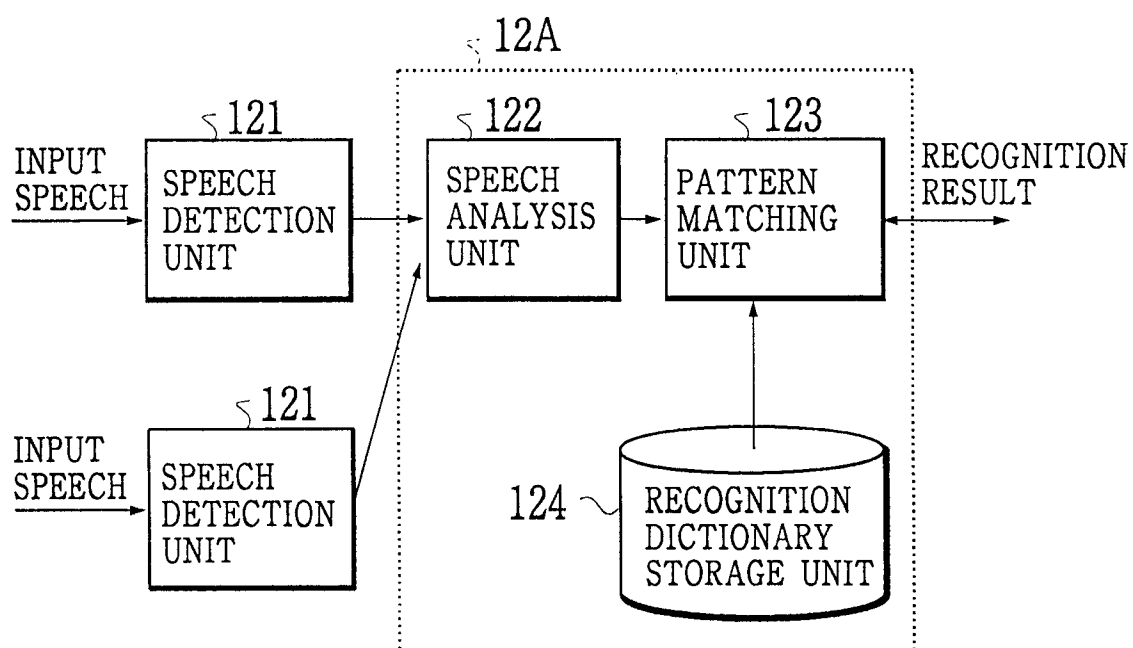 12A
121
122
123
INPUT
SPEECH
SPEECH
DETECTION
UNIT
SPEECH
ANALYSIS
UNIT
PATTERN
MATCHING
UNIT
RECOGNITION
RESULT
121
INPUT
SPEECH
SPEECH
DETECTION
UNIT
124
RECOGNITION
DICTIONARY
STORAGE UNIT